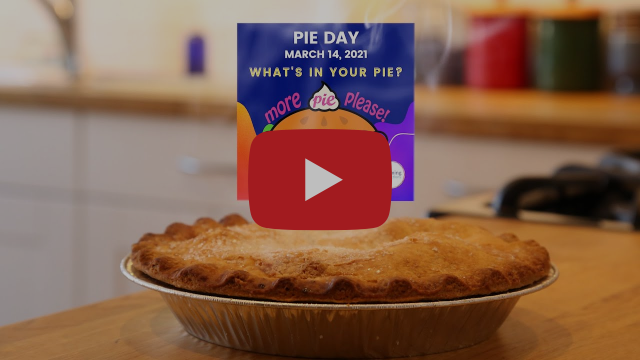 PIE DAY
MARCH 14, 2021
WHAT'S IN YOUR PIE?
more pie Please!